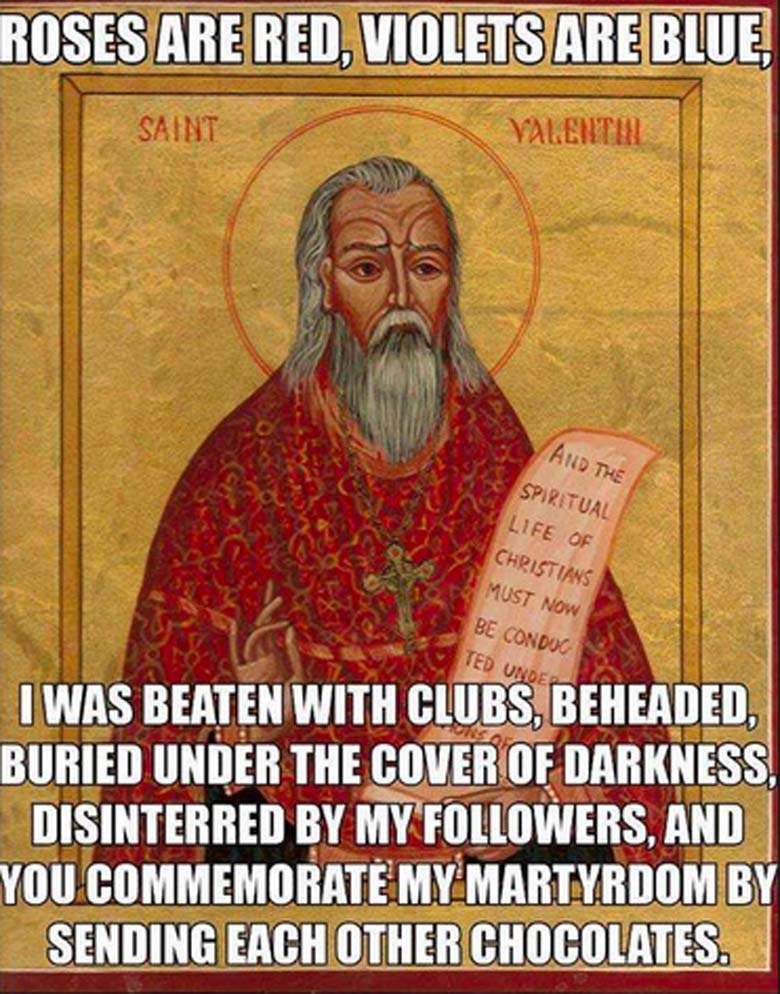 ROSES ARE RED, VIOLETS ARE BLUE,
SAINT VALENTIN
AND THE
SPIRITUAL
LIFE OF
CHRISTIANS
MUST NOW
BE CONDUC
TED UNDER
I WAS BEATEN WITH CLUBS, BEHEADED,
BURIED UNDER THE COVER OF DARKNESS,
DISINTERRED BY MY FOLLOWERS, AND
YOU COMMEMORATE MY MARTYRDOM BY
SENDING EACH OTHER CHOCOLATES.